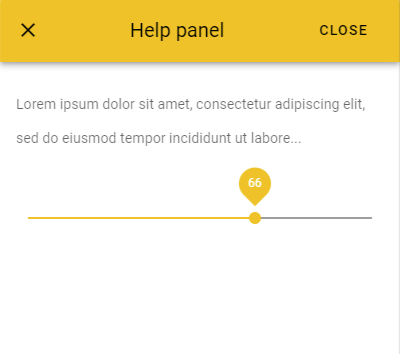 Help panel
CLOSE
Lorem ipsum dolor sit amet, consectetur adipiscing elit,
sed do eiusmod tempor incididunt ut labore...
66